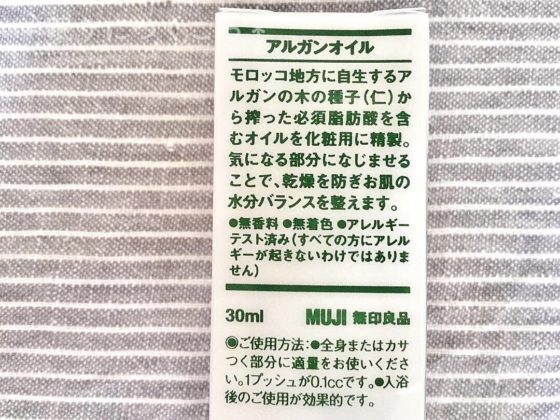 アルガンオイル
モロッコ地方に自生するア
ルガンの木の種子(仁)か
ら搾った必須脂肪酸を含
むオイルを化粧用に精製。
気になる部分になじませる
ことで、乾燥を防ぎお肌の
水分バランスを整えます。
●無香料 ●無着色 ●アレルギー
テスト済み(すべての方にアレル
ギーが起きないわけではありま
せん)
30ml MUJI 無印良品
◉ご使用方法:●全身またはカサ
つく部分に適量をお使いくださ
い。1プッシュが0.1ccです。●入浴
後のご使用が効果的です。